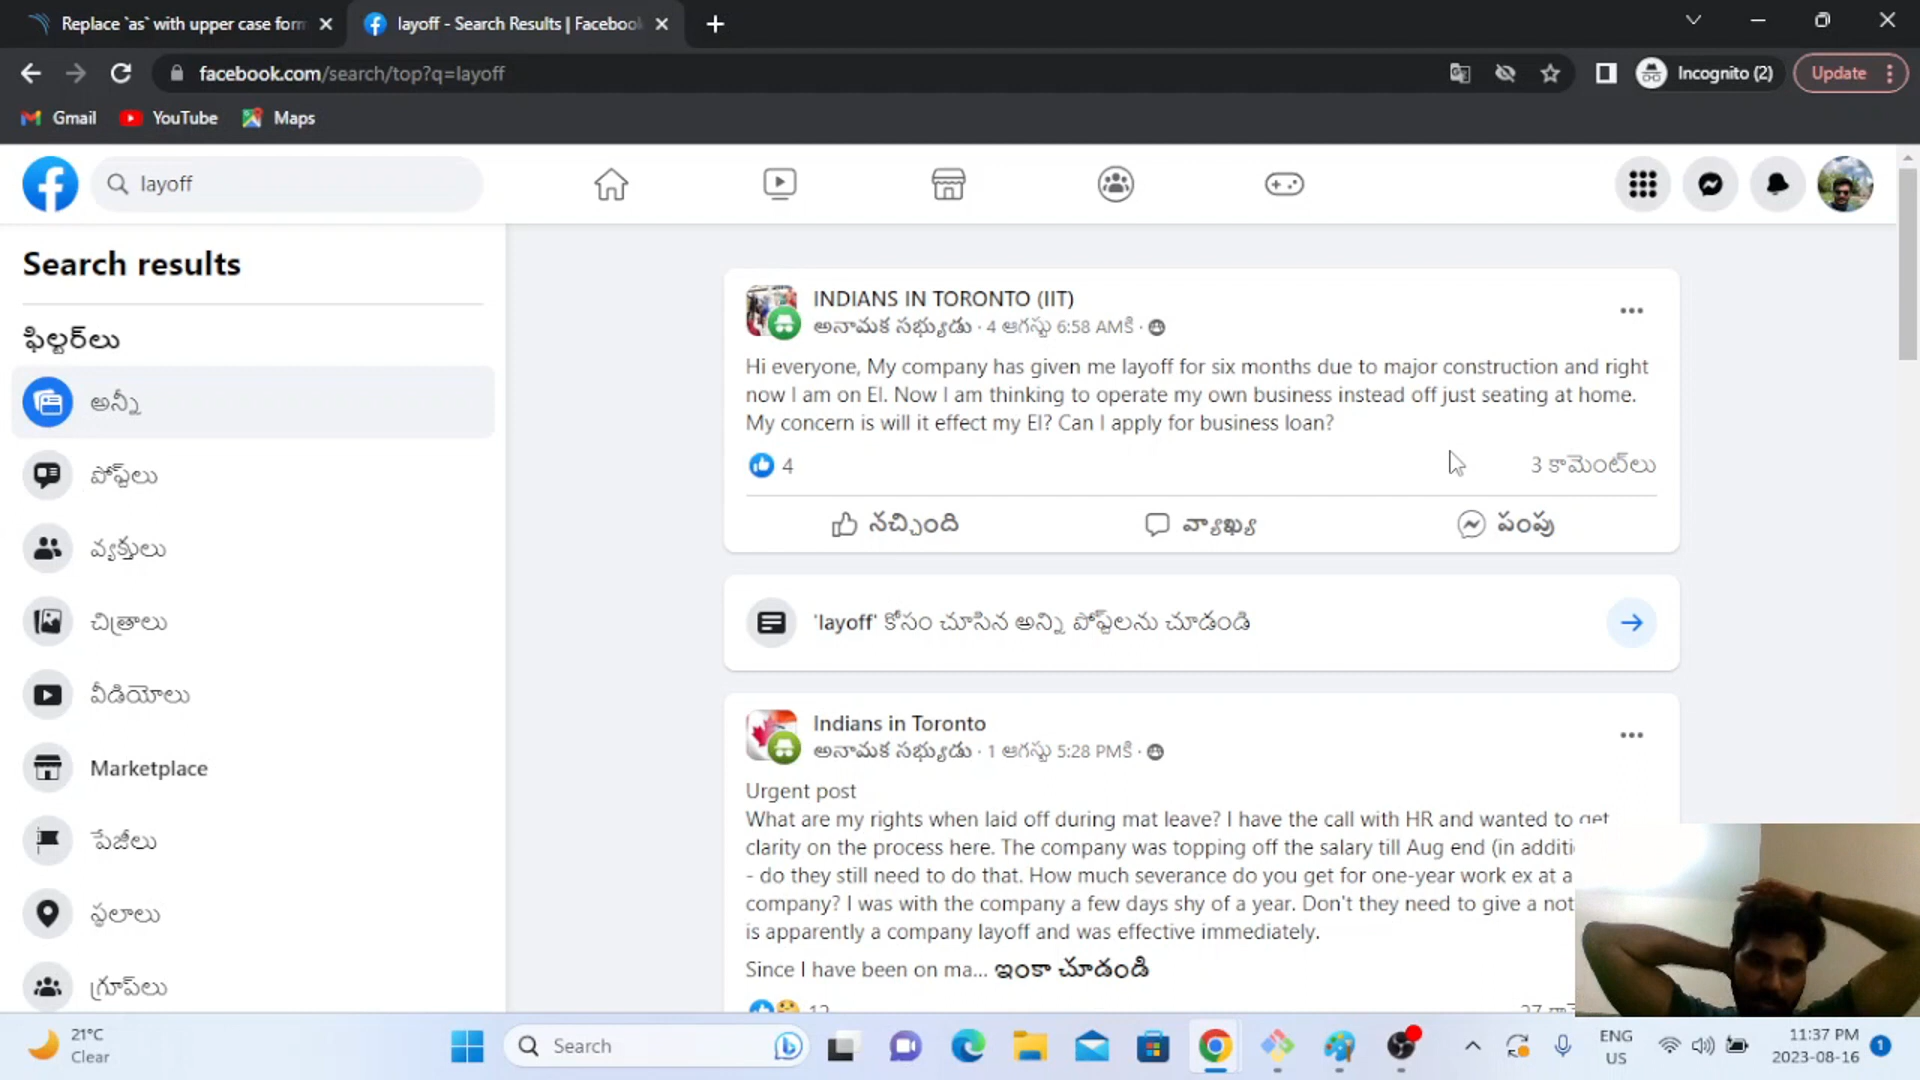 Replace `as` with upper case form
layoff - Search Results | Facebook
facebook.com/search/top?q=layoff
Incognito (2)
Update
Gmail
YouTube
Maps
layoff
Search results
ఫిల్టర్‌లు
అన్నీ
పోస్ట్‌లు
వ్యక్తులు
చిత్రాలు
వీడియోలు
Marketplace
పేజీలు
స్థలాలు
గ్రూప్‌లు
INDIANS IN TORONTO (IIT)
అనామక సభ్యుడు · 4 ఆగస్టు 6:58 AMకి ·
Hi everyone, My company has given me layoff for six months due to major construction and right
now I am on EI. Now I am thinking to operate my own business instead off just seating at home.
My concern is will it effect my EI? Can I apply for business loan?
4
3 కామెంట్‌లు
నచ్చింది
వ్యాఖ్య
పంపు
'layoff' కోసం చూసిన అన్ని పోస్ట్‌లను చూడండి
Indians in Toronto
అనామక సభ్యుడు · 1 ఆగస్టు 5:28 PMకి ·
Urgent post
What are my rights when laid off during mat leave? I have the call with HR and wanted to get
clarity on the process here. The company was topping off the salary till Aug end (in additi
- do they still need to do that. How much severance do you get for one-year work ex at a
company? I was with the company a few days shy of a year. Don't they need to give a not
is apparently a company layoff and was effective immediately.
Since I have been on ma... ఇంకా చూడండి
21°C
Clear
Search
ENG
US
11:37 PM
2023-08-16
1